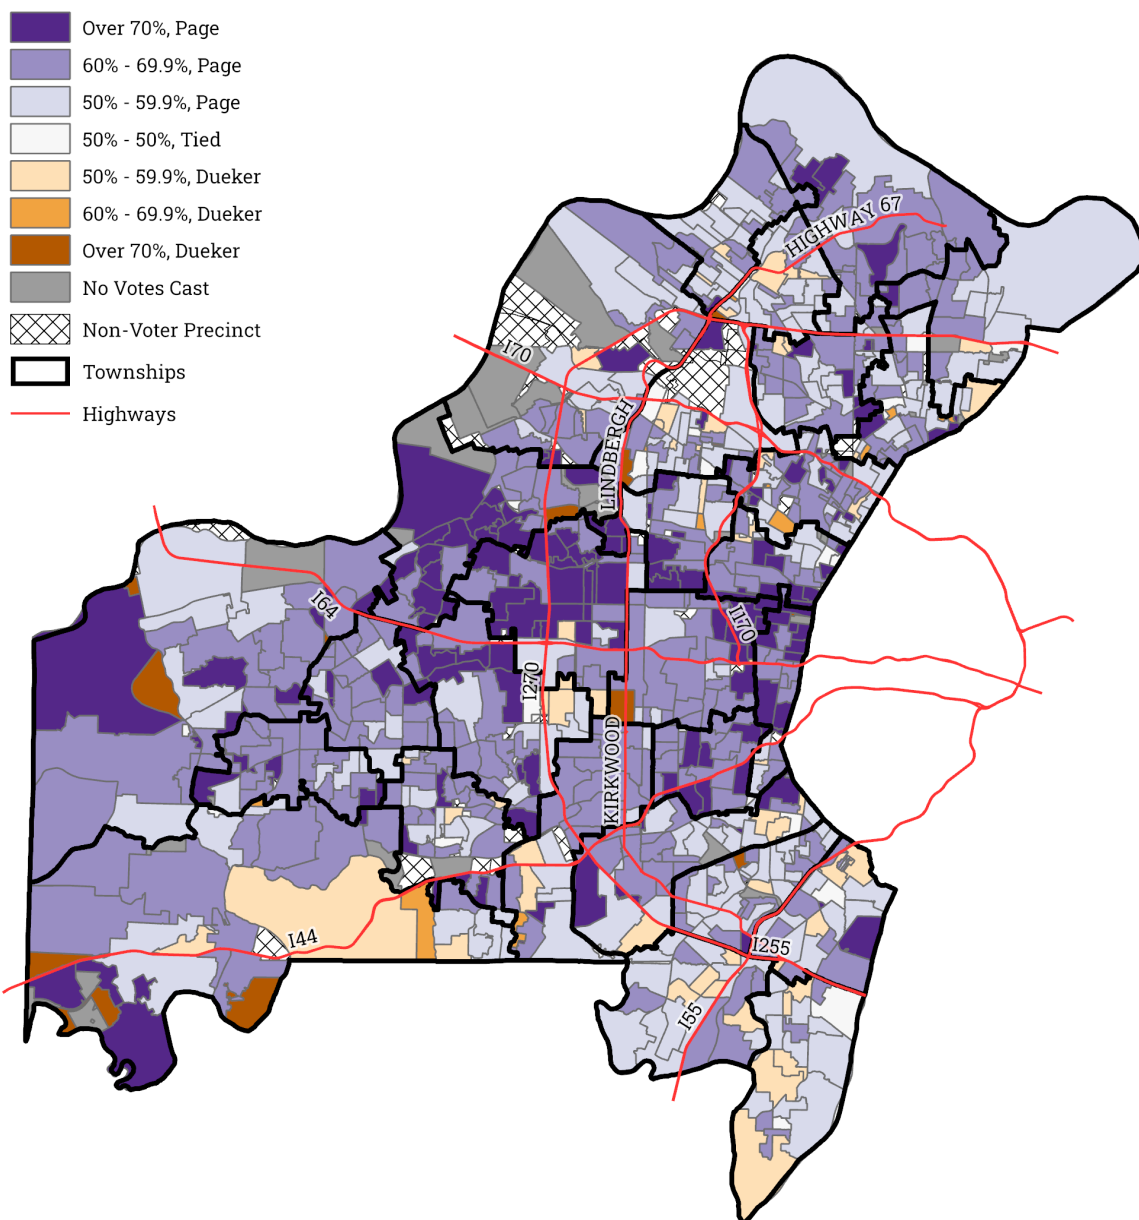 Over 70%, Page
60% - 69.9%, Page
50% - 59.9%, Page
50% - 50%, Tied
50% - 59.9%, Dueker
60% - 69.9%, Dueker
Over 70%, Dueker
No Votes Cast
Non-Voter Precinct
Townships
Highways
HIGHWAY 67
I70
LINDBERGH
I64
I170
I270
KIRKWOOD
I44
I255
I55